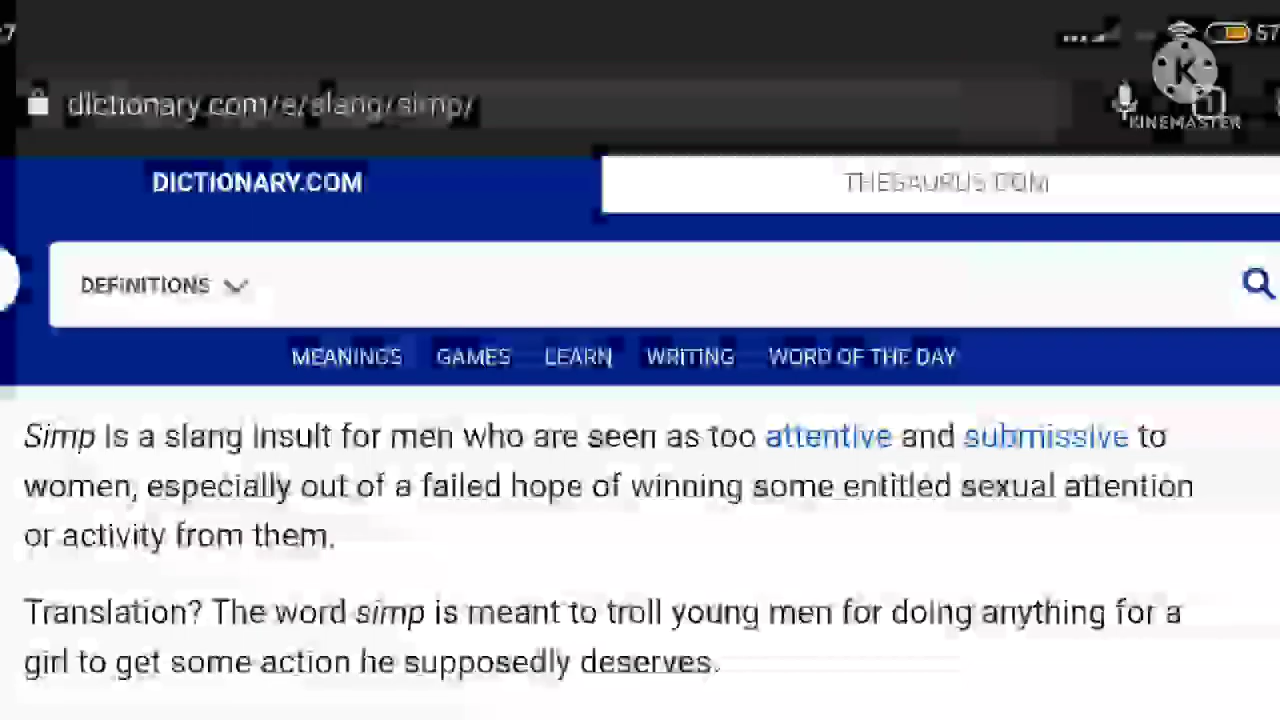 :7
57
dictionary.com/e/slang/simp/
KINEMASTER
DICTIONARY.COM
THESAURUS.COM
DEFINITIONS
MEANINGS GAMES LEARN WRITING WORD OF THE DAY
Simp is a slang insult for men who are seen as too attentive and submissive to
women, especially out of a failed hope of winning some entitled sexual attention
or activity from them.
Translation? The word simp is meant to troll young men for doing anything for a
girl to get some action he supposedly deserves.